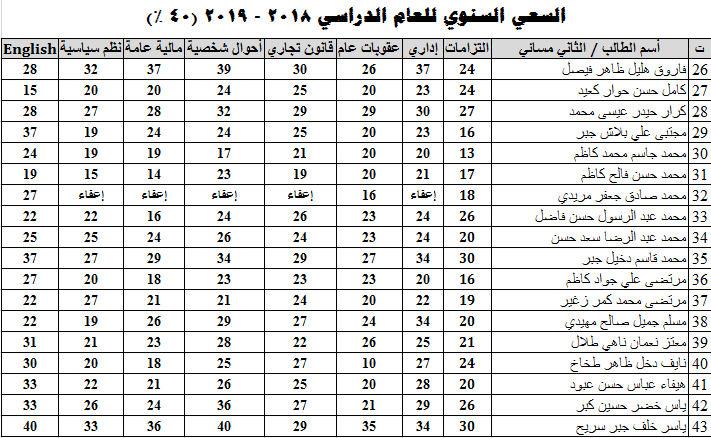 السعي السنوي للعام الدراسي ٢٠١٨ - ٢٠١٩ (٤٠ ٪)
ت أسم الطالب / الثاني مسائي التزامات إداري عقوبات عام قانون تجاري أحوال شخصية مالية عامة نظم سياسية English
26 فاروق هليل ظاهر فيصل 24 37 26 30 39 37 32 28
27 كامل حسن حوار كعيد 24 23 20 25 24 20 20 15
28 كرار حيدر عيسى محمد 27 30 29 29 32 28 27 28
29 مجتبى علي بلاش جبر 16 23 20 25 24 24 19 37
30 محمد جاسم محمد كاظم 13 20 20 21 17 19 19 24
31 محمد حسن فالح كاظم 17 21 20 19 23 14 15 19
32 محمد صادق جعفر مريدي 18 إعفاء 16 إعفاء إعفاء إعفاء إعفاء 27
33 محمد عبد الرسول حسن فاضل 24 26 23 26 24 16 22 22
34 محمد عبد الرضا سعد حسن 20 24 23 24 26 24 25 25
35 محمد قاسم دخيل جبر 30 34 27 29 34 29 27 37
36 مرتضى علي جواد كاظم 16 20 23 23 23 18 20 27
37 مرتضى محمد كمر زغير 19 22 20 24 21 21 27 22
38 مسلم جميل صالح مهيدي 20 34 24 27 29 26 19 22
39 معتز نعمان ناهي طلال 21 25 26 22 28 23 21 31
40 نايف دخل ظاهر طخاخ 24 27 10 27 25 18 20 30
41 هيفاء عباس حسن عبود 20 28 20 25 26 21 22 33
42 ياس خضر حسين كبر 26 29 21 27 36 24 26 33
43 ياسر خلف جبر سريح 30 34 35 29 40 36 33 40